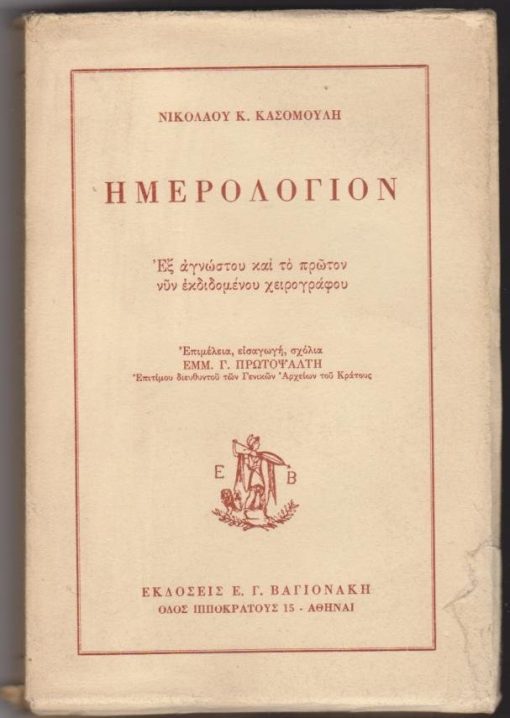 ΝΙΚΟΛΑΟΥ Κ. ΚΑΣΟΜΟΥΛΗ
ΗΜΕΡΟΛΟΓΙΟΝ
Ἐξ ἀγνώστου καὶ τὸ πρῶτον
νῦν ἐκδιδομένου χειρογράφου
Ἐπιμέλεια, εἰσαγωγή, σχόλια
ΕΜΜ. Γ. ΠΡΩΤΟΨΑΛΤΗ
Ἐπιτίμου διευθυντοῦ τῶν Γενικῶν Ἀρχείων τοῦ Κράτους
Ε Β
ΕΚΔΟΣΕΙΣ Ε. Γ. ΒΑΓΙΟΝΑΚΗ
ΟΔΟΣ ΙΠΠΟΚΡΑΤΟΥΣ 15 - ΑΘΗΝΑΙ